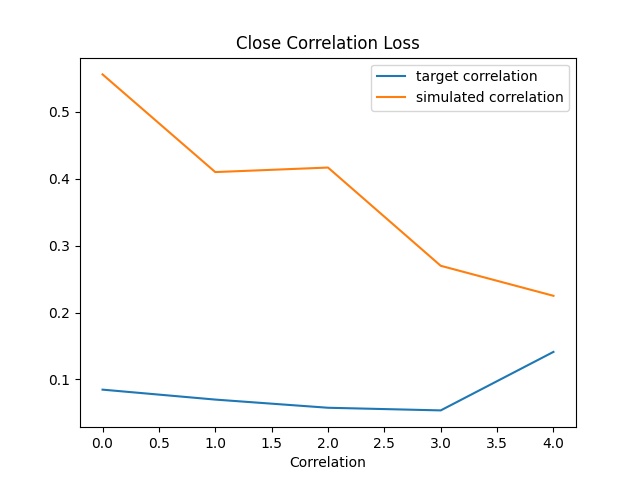 Close Correlation Loss
target correlation
simulated correlation
0.5
0.4
0.3
0.2
0.1
0.0 0.5 1.0 1.5 2.0 2.5 3.0 3.5 4.0
Correlation